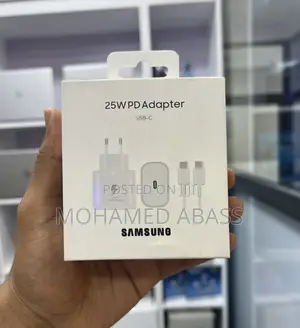 25W PD Adapter
USB-C
POSTED ON
MOHAMED ABASS
SAMSUNG